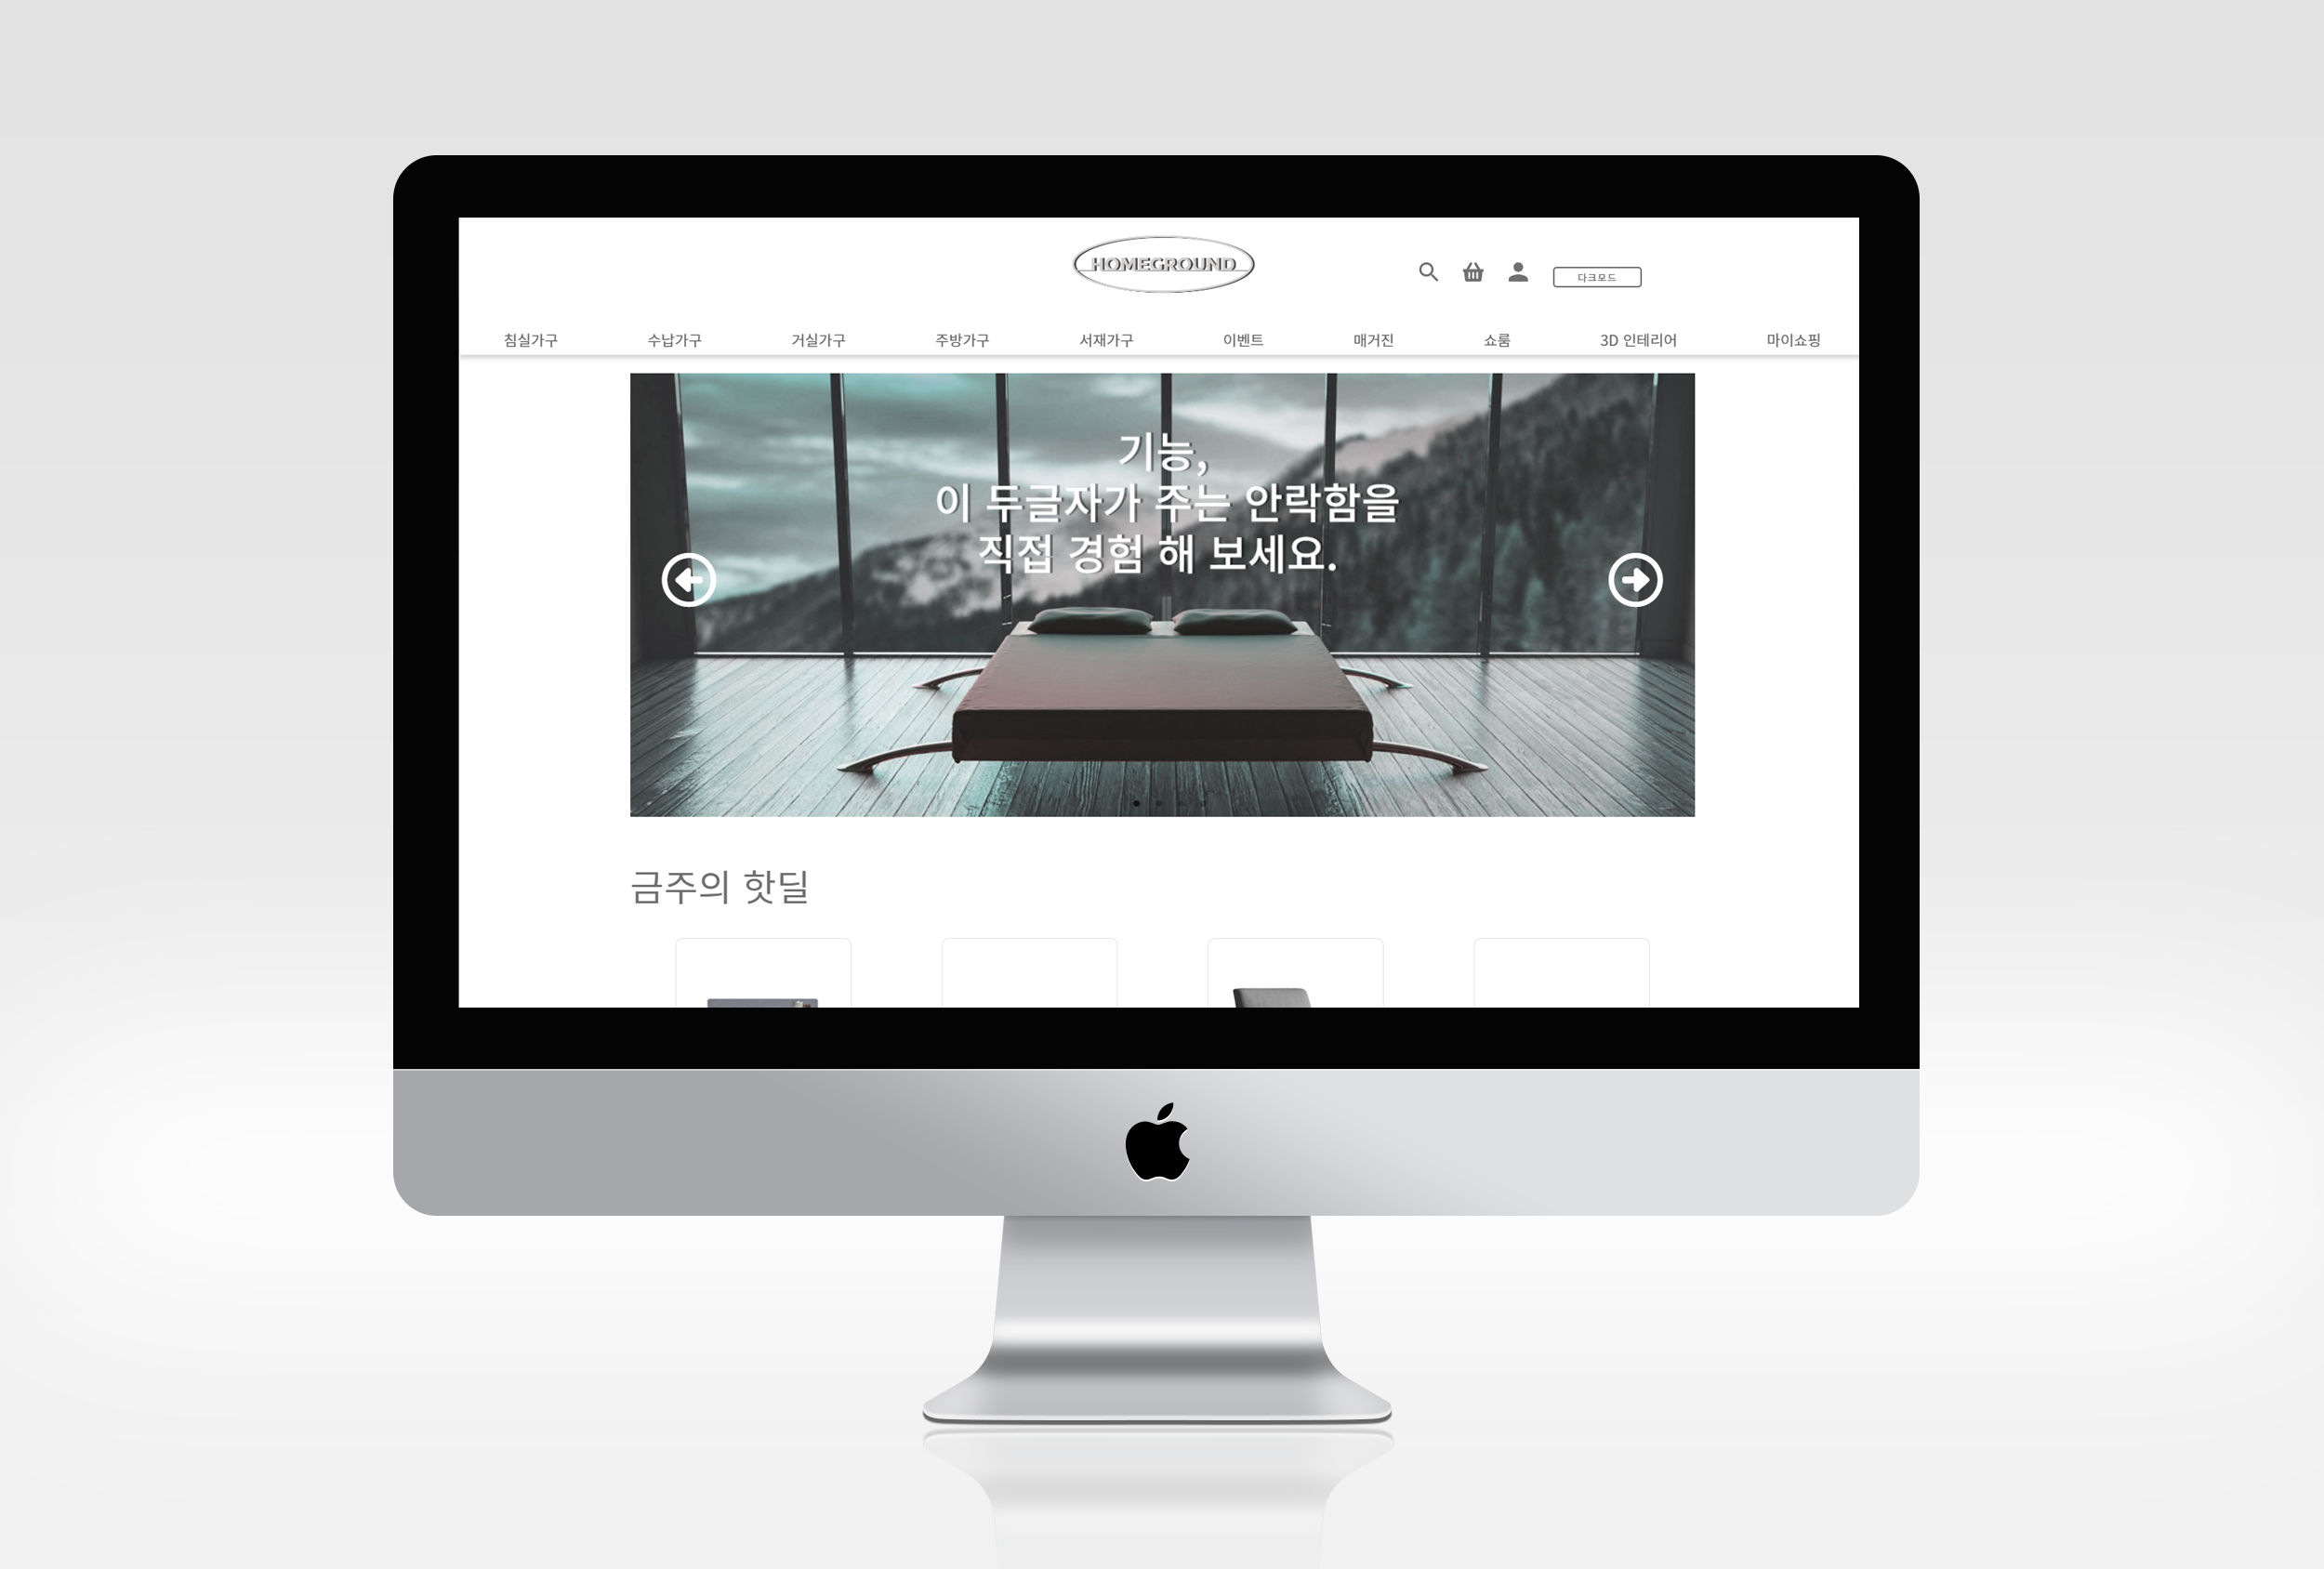 HOMEGROUND
다크모드
침실가구 수납가구 거실가구 주방가구 서재가구 이벤트 매거진 쇼룸 3D 인테리어 마이쇼핑
기능,
이 두글자가 주는 안락함을
직접 경험 해 보세요.
금주의 핫딜